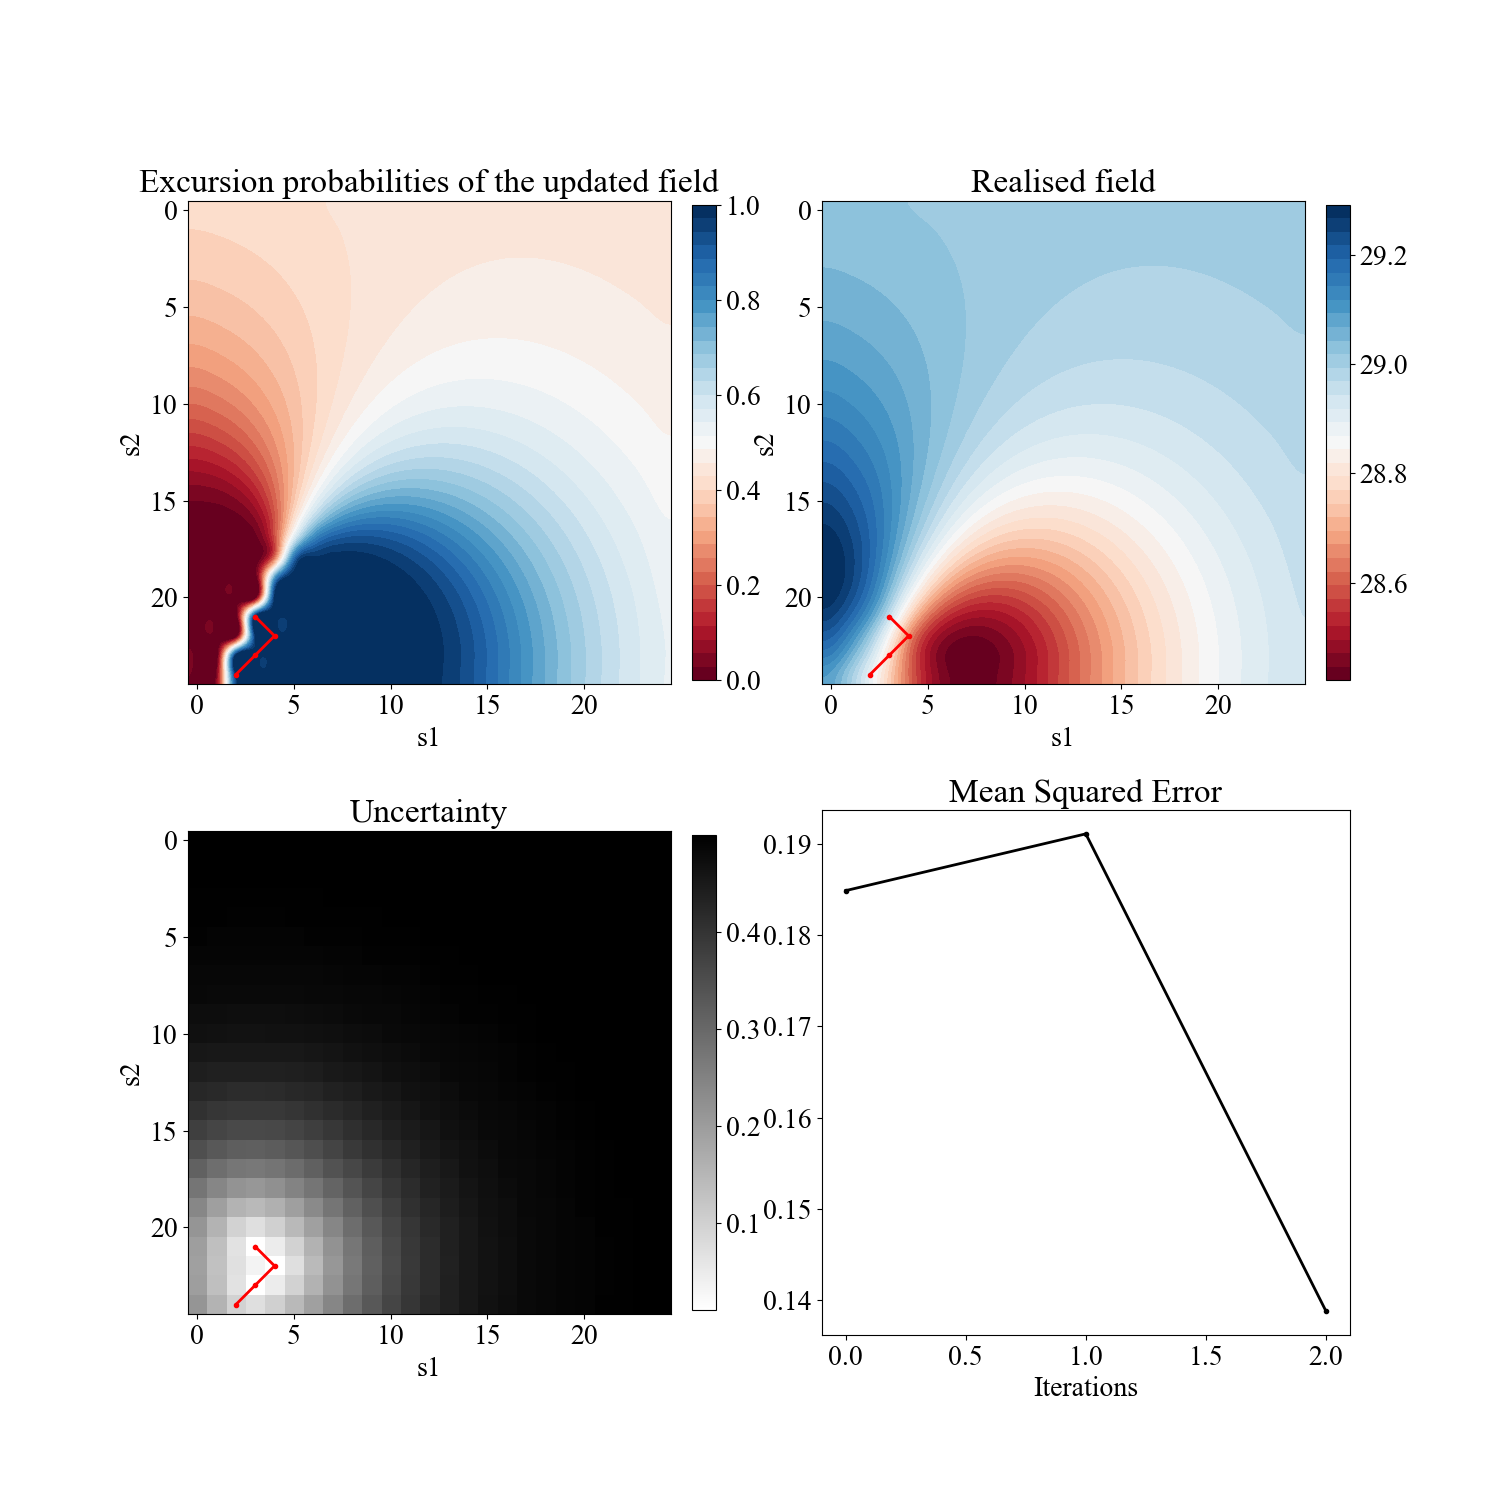 Excursion probabilities of the updated field
0
5
10
15
20
s2
0 5 10 15 20
s1
1.0
0.8
0.6
0.4
0.2
0.0
Realised field
0
5
10
15
20
s2
0 5 10 15 20
s1
29.2
29.0
28.8
28.6
Uncertainty
0
5
10
15
20
s2
0 5 10 15 20
s1
0.4
0.3
0.2
0.1
Mean Squared Error
0.19
0.18
0.17
0.16
0.15
0.14
0.0 0.5 1.0 1.5 2.0
Iterations